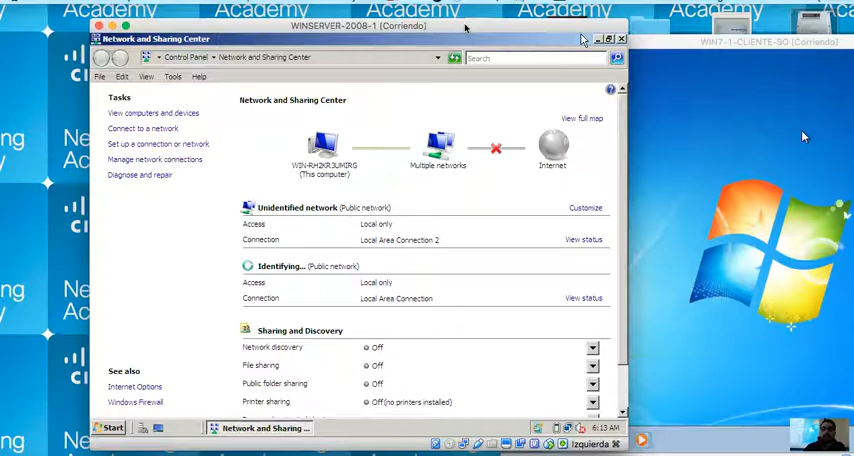 Academy
Academy
Academy
WINSERVER-2008-1 [Corriendo]
WIN7-1-CLIENTE-SO [Corriendo]
Network and Sharing Center
Control Panel
Network and Sharing Center
Search
File Edit View Tools Help
Tasks
View computers and devices
Connect to a network
Set up a connection or network
Manage network connections
Diagnose and repair
Network and Sharing Center
View full map
WIN-RH2KR3UMIRG
(This computer)
Multiple networks
Internet
Unidentified network (Public network)
Customize
Access Local only
Connection Local Area Connection 2 View status
Identifying... (Public network)
Access Local only
Connection Local Area Connection View status
Sharing and Discovery
Network discovery Off
File sharing Off
Public folder sharing Off
Printer sharing Off (no printers installed)
See also
Internet Options
Windows Firewall
Start
Network and Sharing ...
6:13 AM
Izquierda ⌘